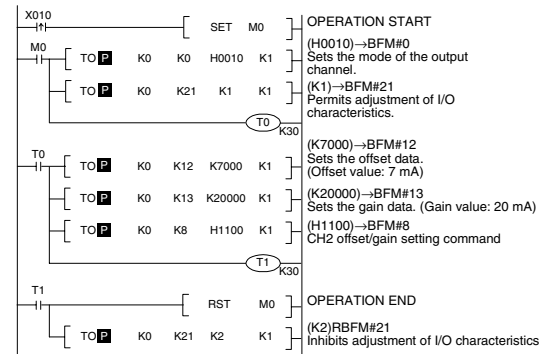 X010
SET M0 OPERATION START
M0
TO P K0 K0 H0010 K1 (H0010)→BFM#0
Sets the mode of the output
channel.
TO P K0 K21 K1 K1 (K1)→BFM#21
Permits adjustment of I/O
characteristics.
T0 K30
T0
TO P K0 K12 K7000 K1 (K7000)→BFM#12
Sets the offset data.
(Offset value: 7 mA)
TO P K0 K13 K20000 K1 (K20000)→BFM#13
Sets the gain data. (Gain value: 20 mA)
TO P K0 K8 H1100 K1 (H1100)→BFM#8
CH2 offset/gain setting command
T1 K30
T1
RST M0 OPERATION END
TO P K0 K21 K2 K1 (K2)RBFM#21
Inhibits adjustment of I/O characteristics